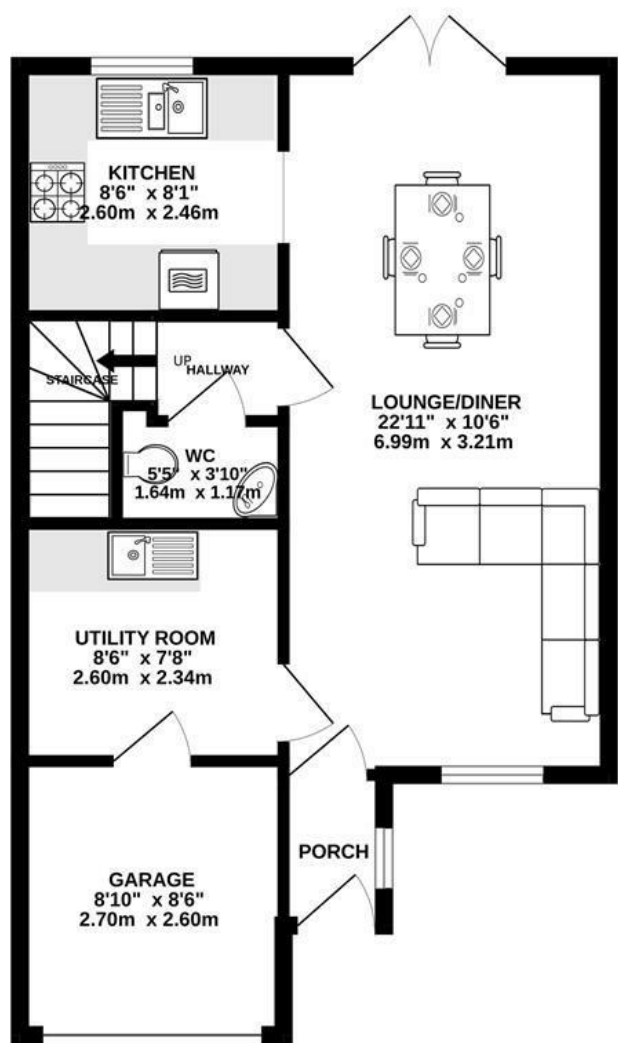 KITCHEN
8'6" x 8'1"
2.60m x 2.46m
UP
HALLWAY
STAIRCASE
LOUNGE/DINER
22'11" x 10'6"
6.99m x 3.21m
WC
5'5" x 3'10"
1.64m x 1.17m
UTILITY ROOM
8'6" x 7'8"
2.60m x 2.34m
PORCH
GARAGE
8'10" x 8'6"
2.70m x 2.60m